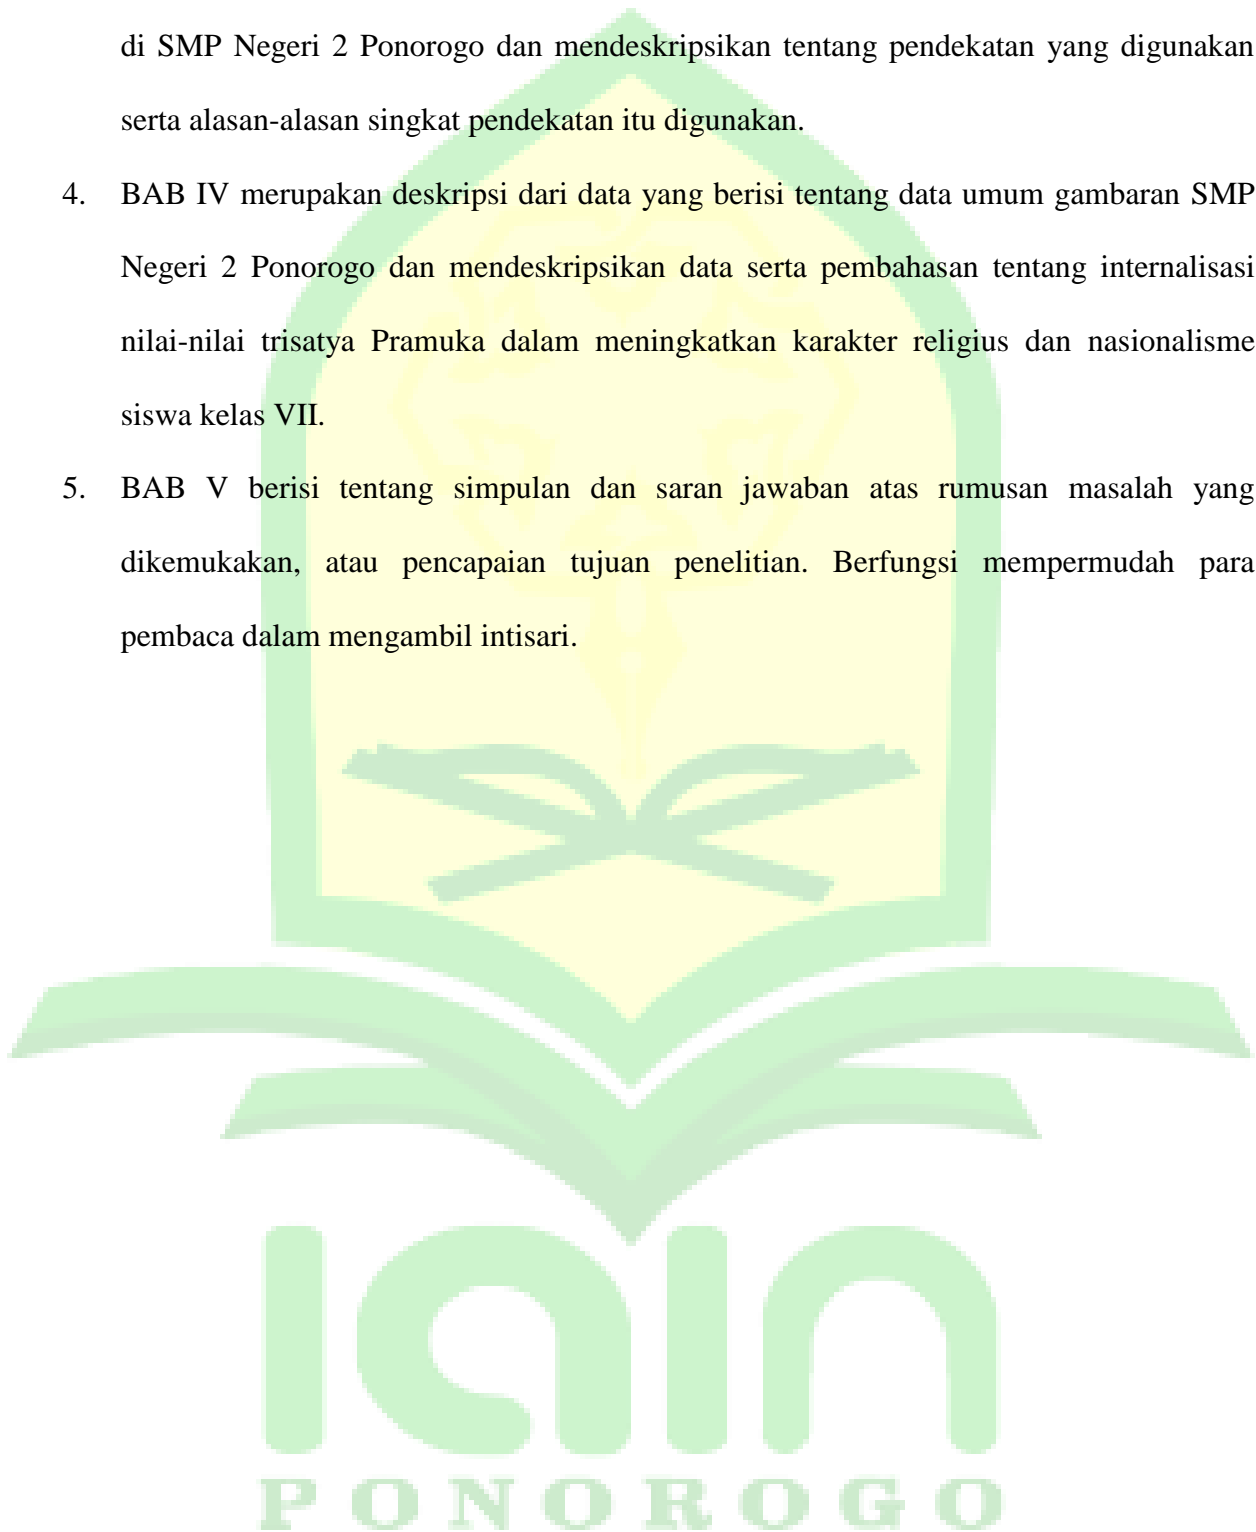 di SMP Negeri 2 Ponorogo dan mendeskripsikan tentang pendekatan yang digunakan
serta alasan-alasan singkat pendekatan itu digunakan.
4. BAB IV merupakan deskripsi dari data yang berisi tentang data umum gambaran SMP
Negeri 2 Ponorogo dan mendeskripsikan data serta pembahasan tentang internalisasi
nilai-nilai trisatya Pramuka dalam meningkatkan karakter religius dan nasionalisme
siswa kelas VII.
5. BAB V berisi tentang simpulan dan saran jawaban atas rumusan masalah yang
dikemukakan, atau pencapaian tujuan penelitian. Berfungsi mempermudah para
pembaca dalam mengambil intisari.
iain
PONOROGO